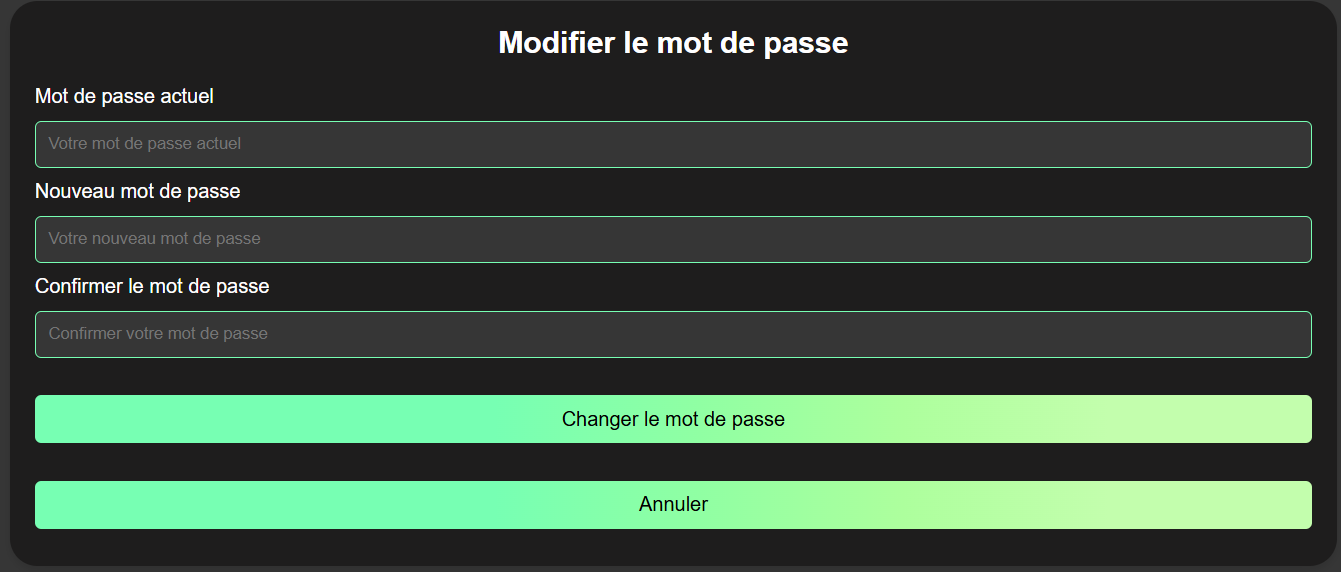 Modifier le mot de passe
Mot de passe actuel
Votre mot de passe actuel
Nouveau mot de passe
Votre nouveau mot de passe
Confirmer le mot de passe
Confirmer votre mot de passe
Changer le mot de passe
Annuler